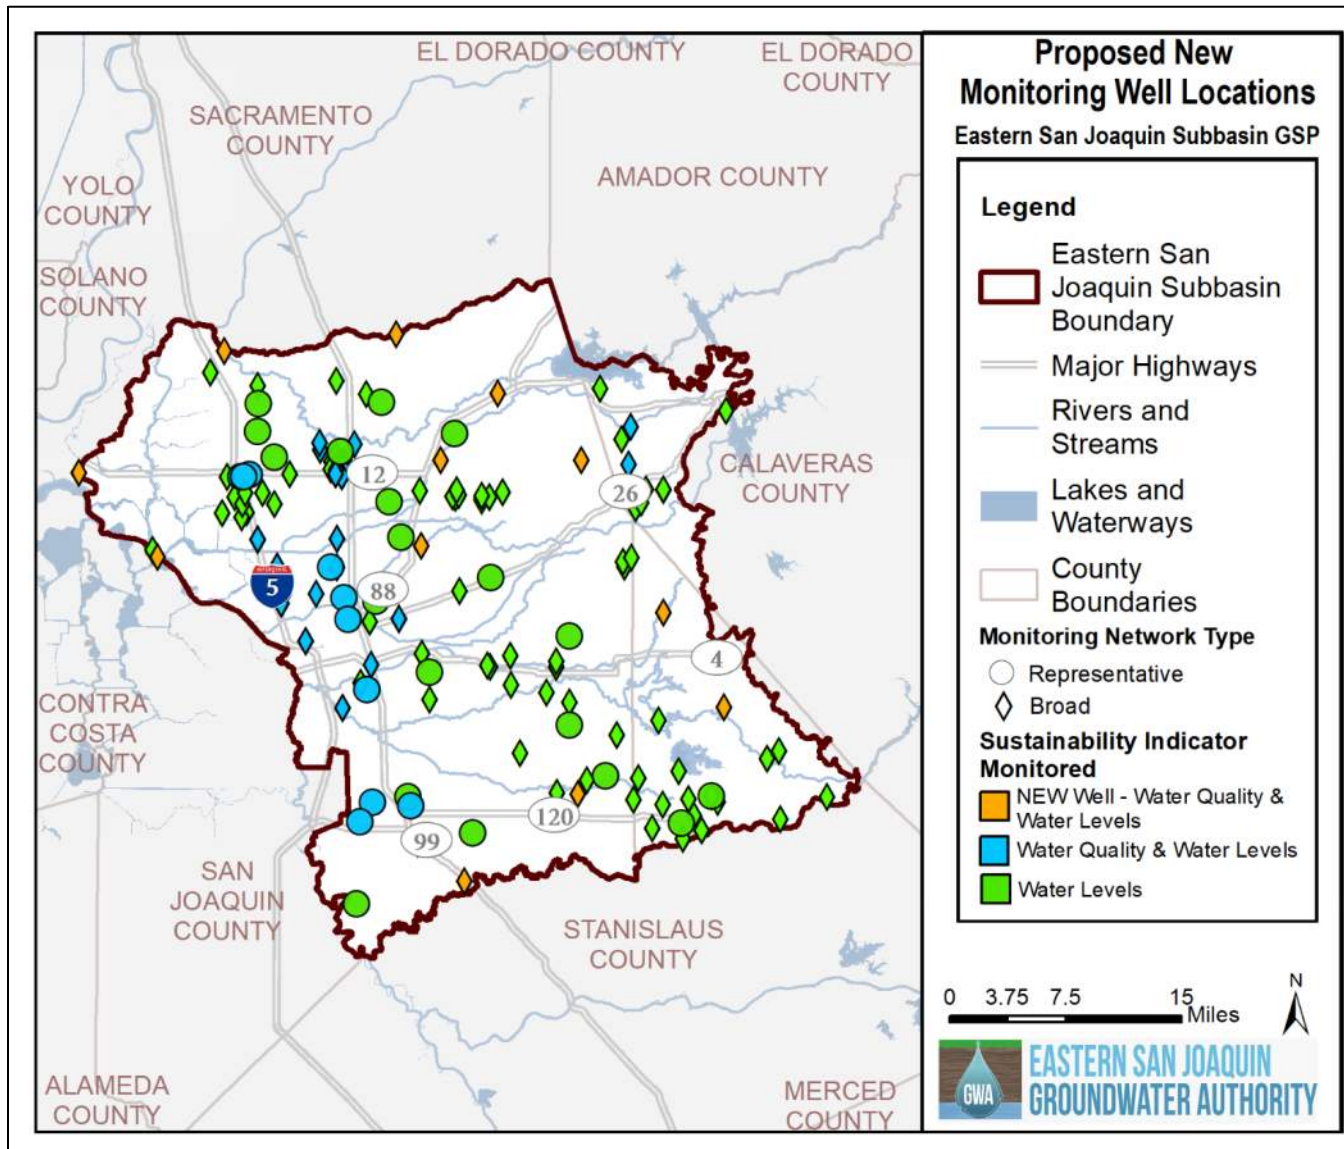 EL DORADO COUNTY
EL DORADO
COUNTY
SACRAMENTO
COUNTY
AMADOR COUNTY
YOLO
COUNTY
SOLANO
COUNTY
12
26
CALAVERAS
COUNTY
INTERSTATE
5
88
4
CONTRA
COSTA
COUNTY
120
99
SAN
JOAQUIN
COUNTY
STANISLAUS
COUNTY
ALAMEDA
COUNTY
MERCED
COUNTY
Proposed New
Monitoring Well Locations
Eastern San Joaquin Subbasin GSP
Legend
Eastern San
Joaquin Subbasin
Boundary
Major Highways
Rivers and
Streams
Lakes and
Waterways
County
Boundaries
Monitoring Network Type
Representative
Broad
Sustainability Indicator
Monitored
NEW Well - Water Quality &
Water Levels
Water Quality & Water Levels
Water Levels
0 3.75 7.5 15
Miles
N
GWA
EASTERN SAN JOAQUIN
GROUNDWATER AUTHORITY